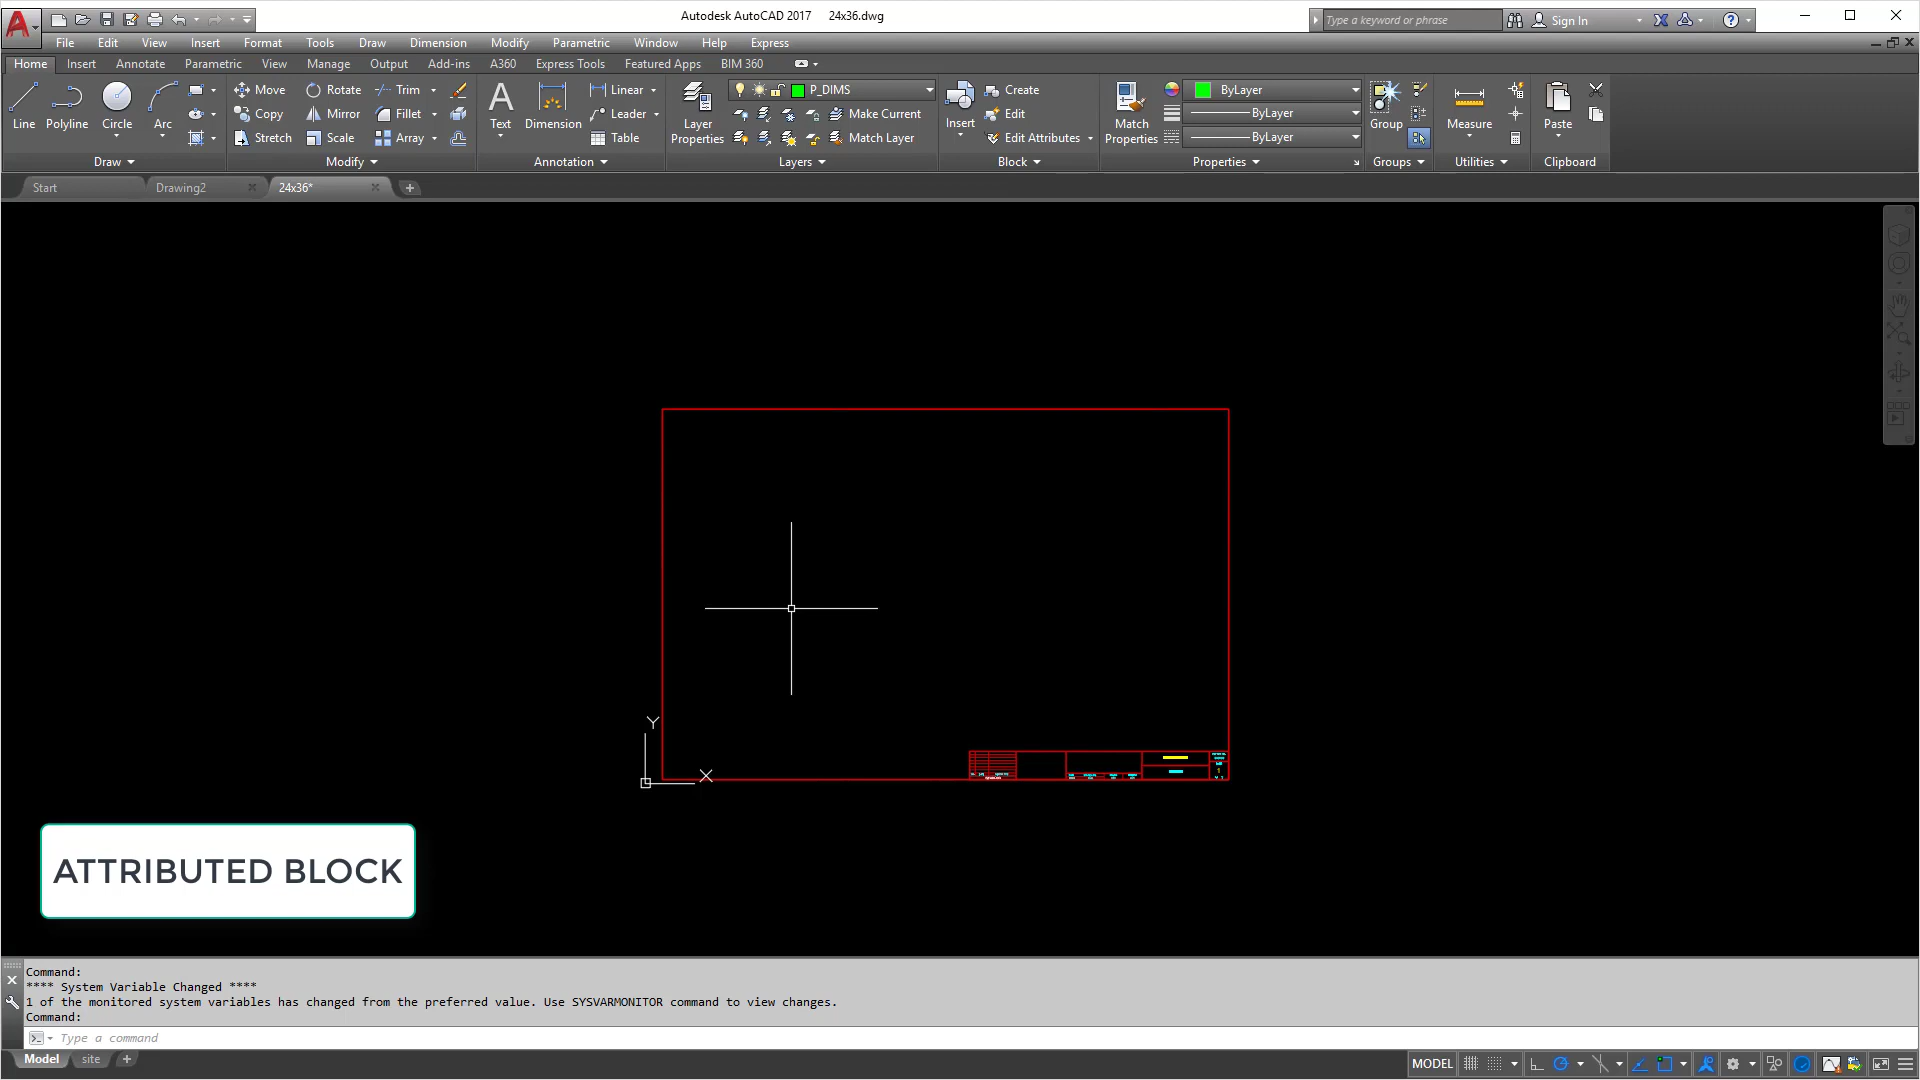 Autodesk AutoCAD 2017 24x36.dwg
Type a keyword or phrase
Sign In
File Edit View Insert Format Tools Draw Dimension Modify Parametric Window Help Express
Home Insert Annotate Parametric View Manage Output Add-ins A360 Express Tools Featured Apps BIM 360
Line
Polyline
Circle
Arc
Draw
Move
Rotate
Trim
Copy
Mirror
Fillet
Stretch
Scale
Array
Modify
Text
Dimension
Linear
Leader
Table
Annotation
Layer
Properties
P_DIMS
Make Current
Match Layer
Layers
Insert
Create
Edit
Edit Attributes
Block
Match
Properties
ByLayer
ByLayer
ByLayer
Properties
Group
Groups
Measure
Utilities
Paste
Clipboard
Start
Drawing2
24x36*
Y
X
ATTRIBUTED BLOCK
Command:
**** System Variable Changed ****
1 of the monitored system variables has changed from the preferred value. Use SYSVARMONITOR command to view changes.
Command:
Type a command
Model
site
MODEL